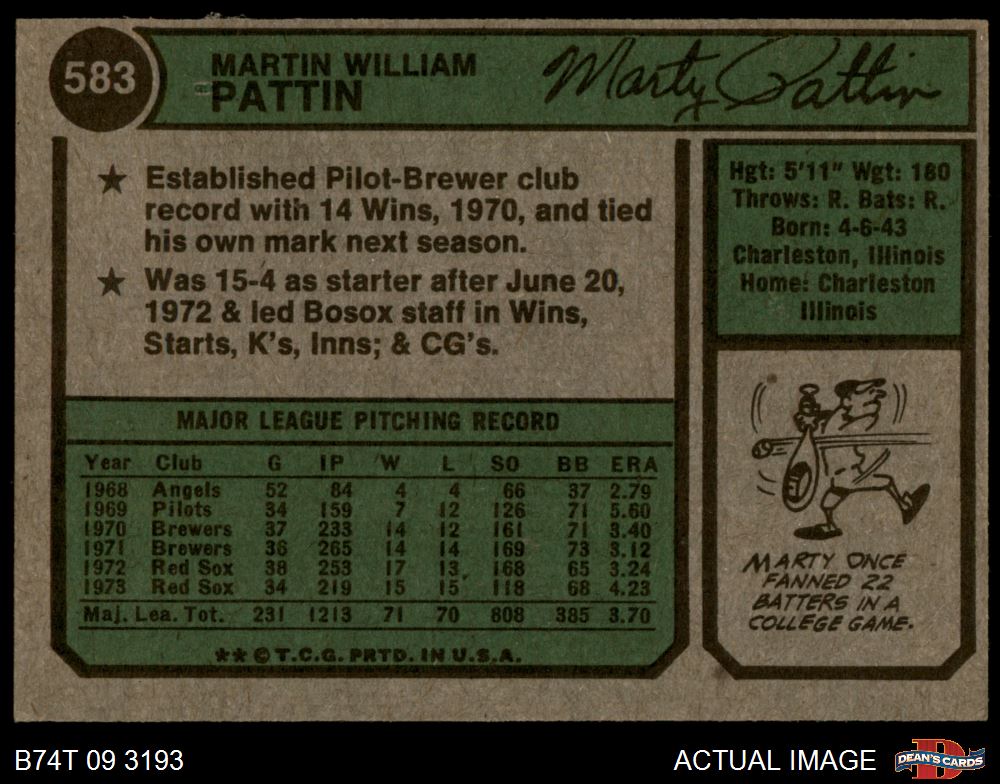 583
MARTIN WILLIAM
PATTIN
Marty Pattin
★ Established Pilot-Brewer club
record with 14 Wins, 1970, and tied
his own mark next season.
★ Was 15-4 as starter after June 20,
1972 & led Bosox staff in Wins,
Starts, K's, Inns; & CG's.
Hgt: 5'11" Wgt: 180
Throws: R. Bats: R.
Born: 4-6-43
Charleston, Illinois
Home: Charleston
Illinois
MAJOR LEAGUE PITCHING RECORD
Year Club G IP W L SO BB ERA
1968 Angels 52 84 4 4 66 37 2.79
1969 Pilots 34 159 7 12 126 71 5.60
1970 Brewers 37 233 14 12 161 71 3.40
1971 Brewers 36 265 14 14 169 73 3.12
1972 Red Sox 38 253 17 13 168 65 3.24
1973 Red Sox 34 219 15 15 118 68 4.23
Maj. Lea. Tot. 231 1213 71 70 808 385 3.70
★★ © T.C.G. PRTD. IN U.S.A.
MARTY ONCE
FANNED 22
BATTERS IN A
COLLEGE GAME.
B74T 09 3193
ACTUAL IMAGE
D
DEAN'S CARDS